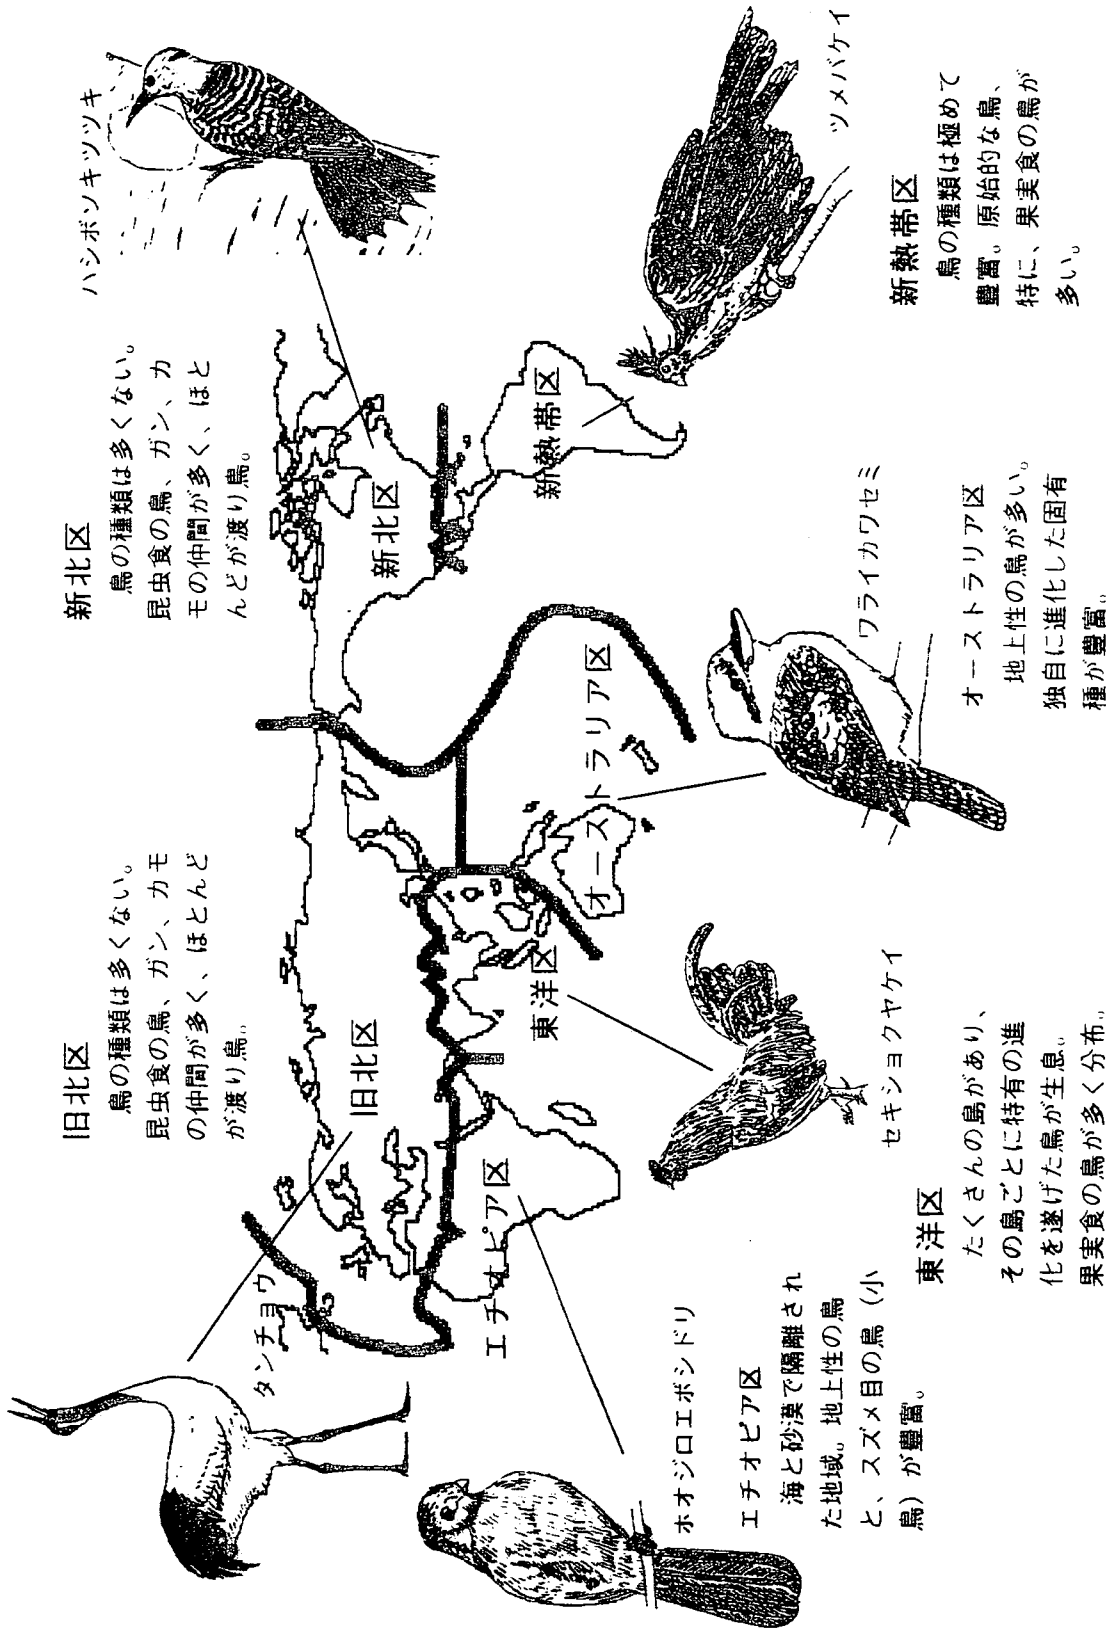 旧北区
鳥の種類は多くない。
昆虫食の鳥、ガン、カモ
の仲間が多く、ほとんど
が渡り鳥。
新北区
鳥の種類は多くない。
昆虫食の鳥、ガン、カ
モの仲間が多く、ほと
んどが渡り鳥。
ハシボソキツツキ
タンチョウ
旧北区
新北区
エチオピア区
東洋区
オーストラリア区
新熱帯区
ホオジロエボシドリ
エチオピア区
海と砂漠で隔離され
た地域。地上性の鳥
と、スズメ目の鳥（小
鳥）が豊富。
セキショクヤケイ
東洋区
たくさんの島があり、
その島ごとに特有の進
化を遂げた鳥が生息。
果実食の鳥が多く分布。
ワライカワセミ
オーストラリア区
地上性の鳥が多い。
独自に進化した固有
種が豊富。
ツメバケイ
新熱帯区
鳥の種類は極めて
豊富。原始的な鳥、
特に、果実食の鳥が
多い。